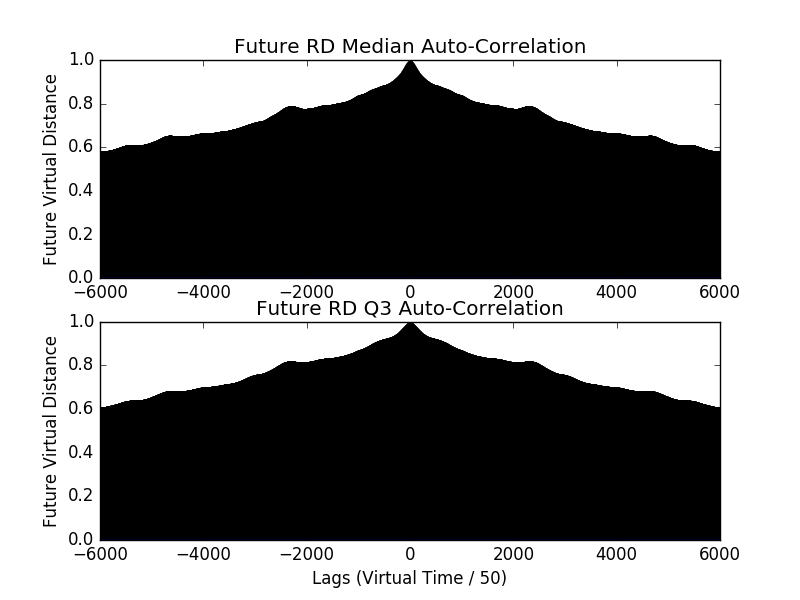 Future RD Median Auto-Correlation
1.0
0.8
0.6
0.4
0.2
0.0
Future Virtual Distance
−6000 −4000 −2000 0 2000 4000 6000
Future RD Q3 Auto-Correlation
1.0
0.8
0.6
0.4
0.2
0.0
Future Virtual Distance
−6000 −4000 −2000 0 2000 4000 6000
Lags (Virtual Time / 50)